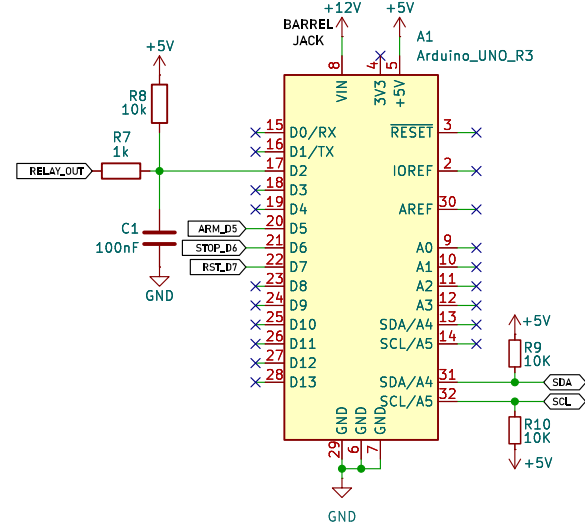 +12V
+5V
BARREL
JACK
A1
Arduino_UNO_R3
+5V
8
4
5
VIN
3V3
+5V
R8
10k
15
D0/RX
RESET
3
R7
1k
16
D1/TX
RELAY_OUT
17
D2
IOREF
2
18
D3
19
D4
AREF
30
C1
100nF
ARM_D5
20
D5
STOP_D6
21
D6
A0
9
RST_D7
22
D7
A1
10
GND
23
D8
A2
11
24
D9
A3
12
25
D10
SDA/A4
13
+5V
26
D11
SCL/A5
14
R9
10K
27
D12
28
D13
SDA/A4
31
SDA
SCL/A5
32
SCL
GND
GND
GND
R10
10K
29
6
7
+5V
GND